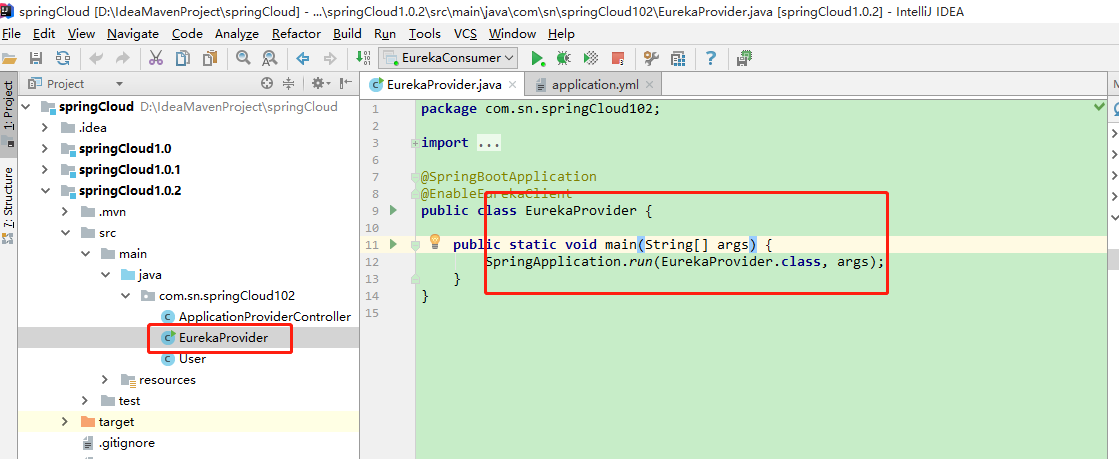 springCloud [D:\IdeaMavenProject\springCloud] - ...\springCloud1.0.2\src\main\java\com\sn\springCloud102\EurekaProvider.java [springCloud1.0.2] - IntelliJ IDEA
File Edit View Navigate Code Analyze Refactor Build Run Tools VCS Window Help
EurekaConsumer
1: Project
7: Structure
Project
springCloud D:\IdeaMavenProject\springCloud
.idea
springCloud1.0
springCloud1.0.1
springCloud1.0.2
.mvn
src
main
java
com.sn.springCloud102
ApplicationProviderController
EurekaProvider
User
resources
test
target
.gitignore
EurekaProvider.java application.yml
1 package com.sn.springCloud102;
2
3 import ...
6
7 @SpringBootApplication
8 @EnableEurekaClient
9 public class EurekaProvider {
10
11 public static void main(String[] args) {
12 SpringApplication.run(EurekaProvider.class, args);
13 }
14 }
15